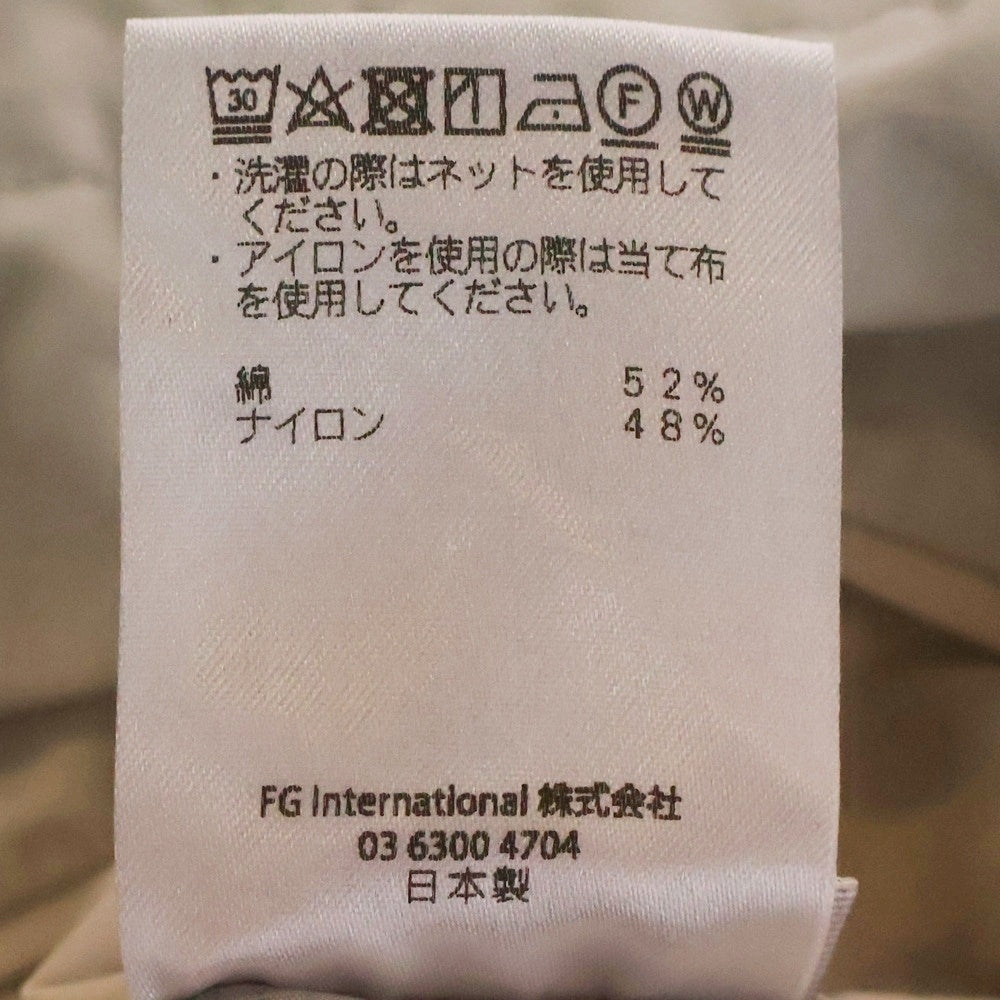 30 F W
・洗濯の際はネットを使用して
ください。
・アイロンを使用の際は当て布
を使用してください。
綿 52%
ナイロン 48%
FG International 株式会社
03 6300 4704
日本製